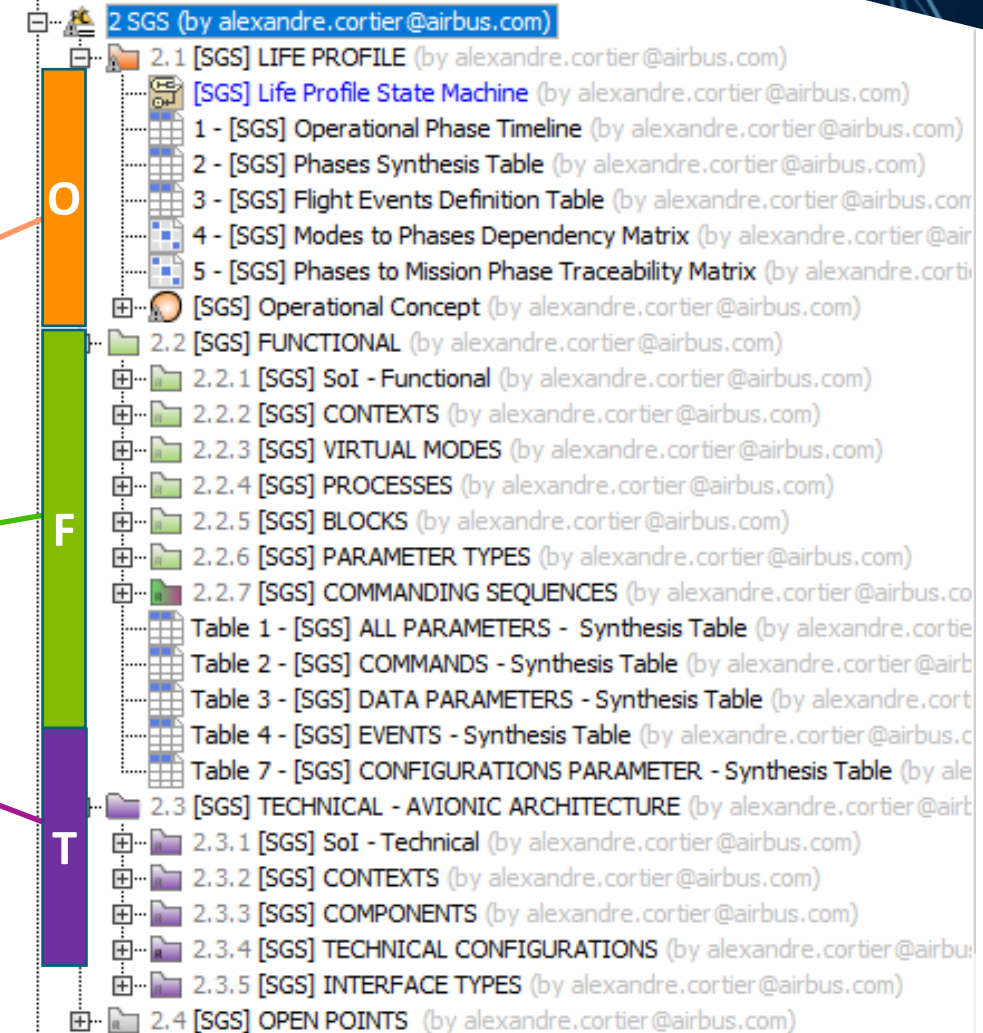 2 SGS (by alexandre.cortier@airbus.com)
2.1 [SGS] LIFE PROFILE (by alexandre.cortier@airbus.com)
[SGS] Life Profile State Machine (by alexandre.cortier@airbus.com)
1 - [SGS] Operational Phase Timeline (by alexandre.cortier@airbus.com)
2 - [SGS] Phases Synthesis Table (by alexandre.cortier@airbus.com)
O
3 - [SGS] Flight Events Definition Table (by alexandre.cortier@airbus.com
4 - [SGS] Modes to Phases Dependency Matrix (by alexandre.cortier@air
5 - [SGS] Phases to Mission Phase Traceability Matrix (by alexandre.corti
[SGS] Operational Concept (by alexandre.cortier@airbus.com)
2.2 [SGS] FUNCTIONAL (by alexandre.cortier@airbus.com)
2.2.1 [SGS] SoI - Functional (by alexandre.cortier@airbus.com)
2.2.2 [SGS] CONTEXTS (by alexandre.cortier@airbus.com)
2.2.3 [SGS] VIRTUAL MODES (by alexandre.cortier@airbus.com)
2.2.4 [SGS] PROCESSES (by alexandre.cortier@airbus.com)
F
2.2.5 [SGS] BLOCKS (by alexandre.cortier@airbus.com)
2.2.6 [SGS] PARAMETER TYPES (by alexandre.cortier@airbus.com)
2.2.7 [SGS] COMMANDING SEQUENCES (by alexandre.cortier@airbus.co
Table 1 - [SGS] ALL PARAMETERS - Synthesis Table (by alexandre.cortie
Table 2 - [SGS] COMMANDS - Synthesis Table (by alexandre.cortier@airb
Table 3 - [SGS] DATA PARAMETERS - Synthesis Table (by alexandre.cort
Table 4 - [SGS] EVENTS - Synthesis Table (by alexandre.cortier@airbus.c
Table 7 - [SGS] CONFIGURATIONS PARAMETER - Synthesis Table (by ale
2.3 [SGS] TECHNICAL - AVIONIC ARCHITECTURE (by alexandre.cortier@airb
T
2.3.1 [SGS] SoI - Technical (by alexandre.cortier@airbus.com)
2.3.2 [SGS] CONTEXTS (by alexandre.cortier@airbus.com)
2.3.3 [SGS] COMPONENTS (by alexandre.cortier@airbus.com)
2.3.4 [SGS] TECHNICAL CONFIGURATIONS (by alexandre.cortier@airbus
2.3.5 [SGS] INTERFACE TYPES (by alexandre.cortier@airbus.com)
2.4 [SGS] OPEN POINTS (by alexandre.cortier@airbus.com)